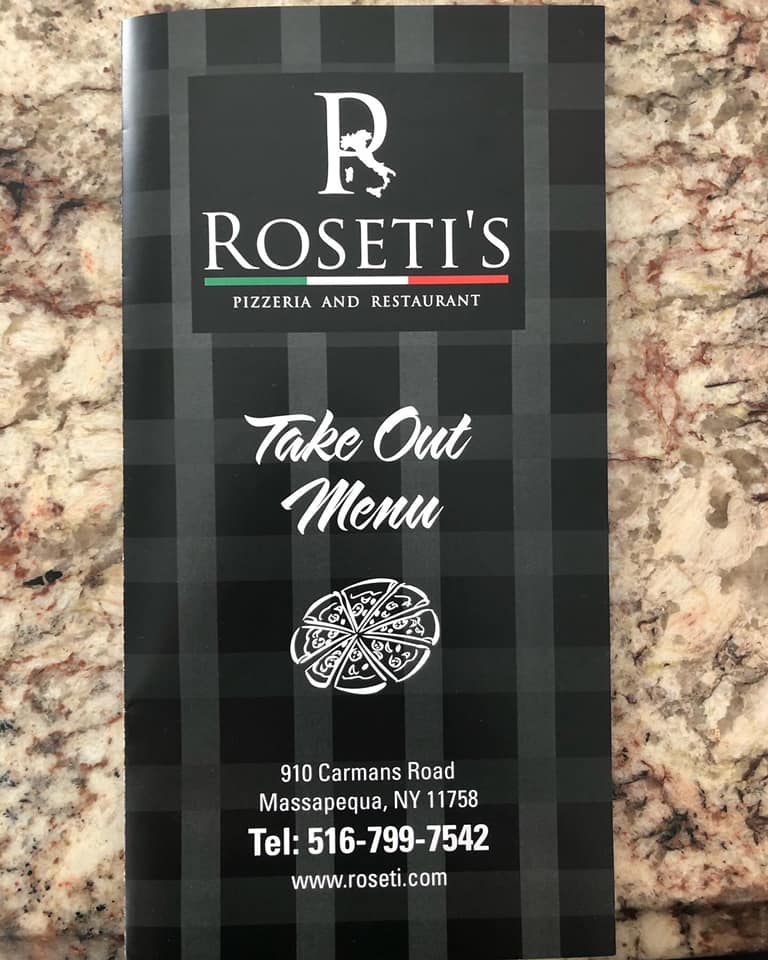 R
ROSETI'S
PIZZERIA AND RESTAURANT
Take Out
Menu
910 Carmans Road
Massapequa, NY 11758
Tel: 516-799-7542
www.roseti.com